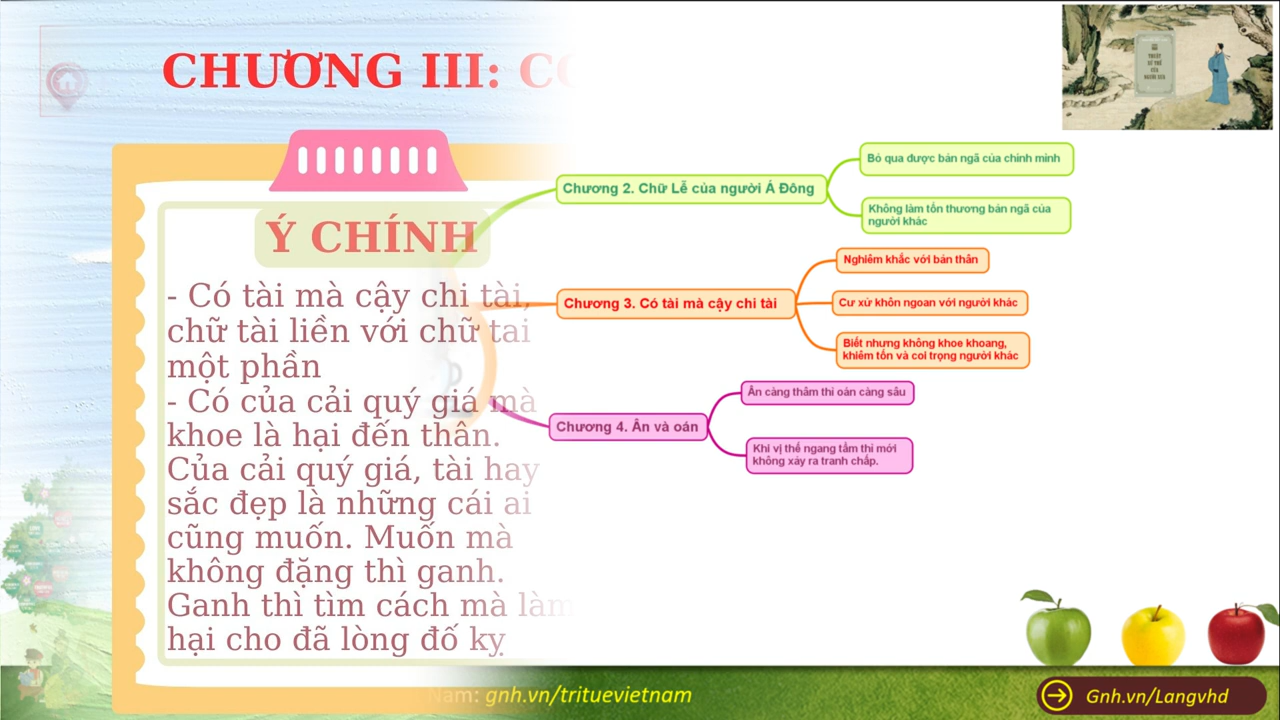 CHƯƠNG III:
Ý CHÍNH
- Có tài mà cậy chi tài,
chữ tài liền với chữ tai
một phần
- Có của cải quý giá mà
khoe là hại đến thân.
Của cải quý giá, tài hay
sắc đẹp là những cái ai
cũng muốn. Muốn mà
không đặng thì ganh.
Ganh thì tìm cách mà làm
hại cho đã lòng đố kỵ
Chương 2. Chữ Lễ của người Á Đông
Bỏ qua được bản ngã của chính mình
Không làm tổn thương bản ngã của
người khác
Chương 3. Có tài mà cậy chi tài
Nghiêm khắc với bản thân
Cư xử khôn ngoan với người khác
Biết nhưng không khoe khoang,
khiêm tốn và coi trọng người khác
Chương 4. Ân và oán
Ân càng thâm thì oán càng sâu
Khi vị thế ngang tầm thì mới
không xảy ra tranh chấp.
THUẬT
XỬ THẾ
CỦA
NGƯỜI XƯA
Nam: gnh.vn/tritueviẹtnam
Gnh.vn/Langvhd